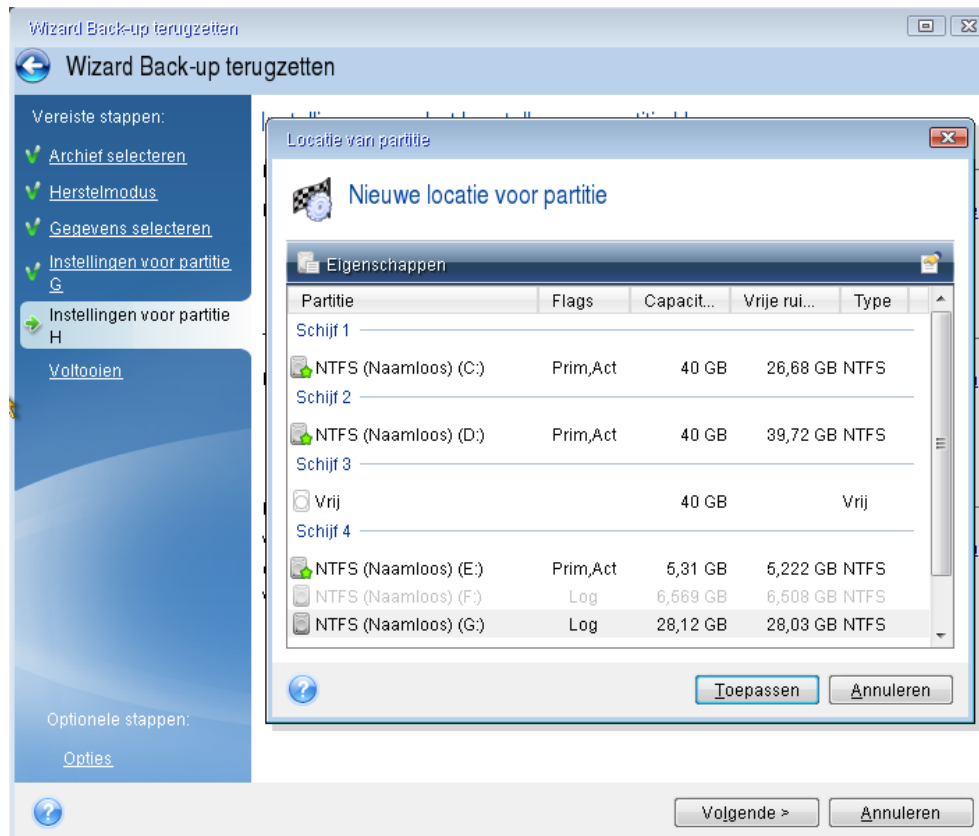 Wizard Back-up terugzetten
Wizard Back-up terugzetten
Vereiste stappen:
Archief selecteren
Herstelmodus
Gegevens selecteren
Instellingen voor partitie
G
Instellingen voor partitie
H
Voltooien
Optionele stappen:
Opties
Locatie van partitie
Nieuwe locatie voor partitie
Eigenschappen
Partitie Flags Capacit... Vrije rui... Type
Schijf 1
NTFS (Naamloos) (C:) Prim,Act 40 GB 26,68 GB NTFS
Schijf 2
NTFS (Naamloos) (D:) Prim,Act 40 GB 39,72 GB NTFS
Schijf 3
Vrij 40 GB Vrij
Schijf 4
NTFS (Naamloos) (E:) Prim,Act 5,31 GB 5,222 GB NTFS
NTFS (Naamloos) (F:) Log 6,569 GB 6,508 GB NTFS
NTFS (Naamloos) (G:) Log 28,12 GB 28,03 GB NTFS
Toepassen Annuleren
Volgende > Annuleren